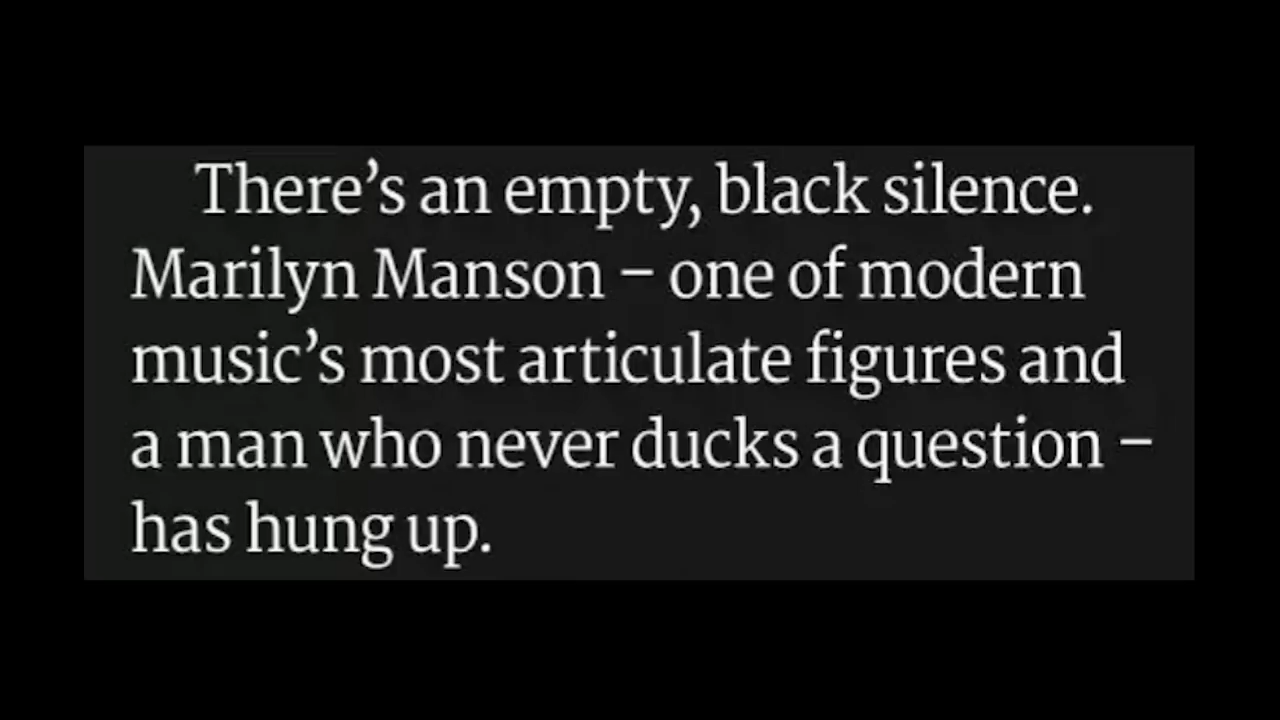 There’s an empty, black silence.
Marilyn Manson – one of modern
music’s most articulate figures and
a man who never ducks a question –
has hung up.